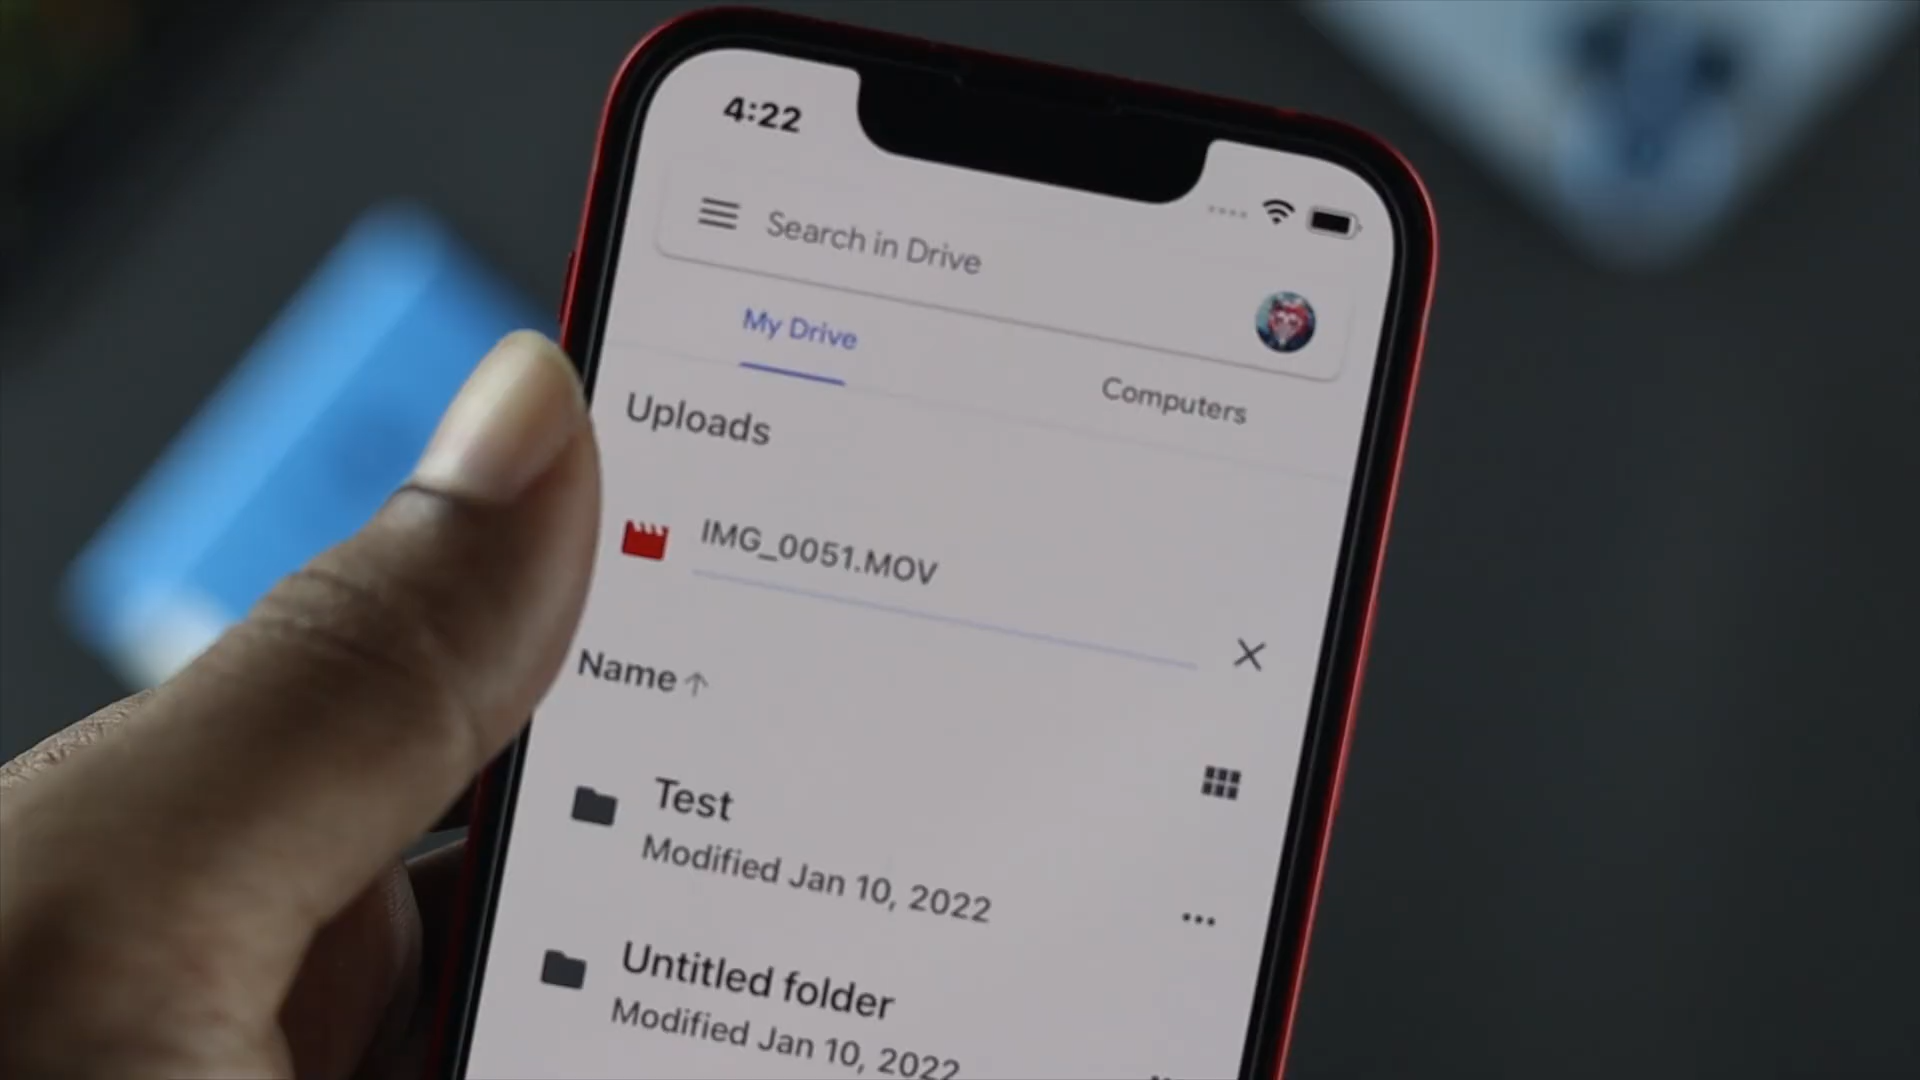 4:22
Search in Drive
My Drive
Computers
Uploads
IMG_0051.MOV
Name ↑
Test
Modified Jan 10, 2022
Untitled folder
Modified Jan 10, 2022